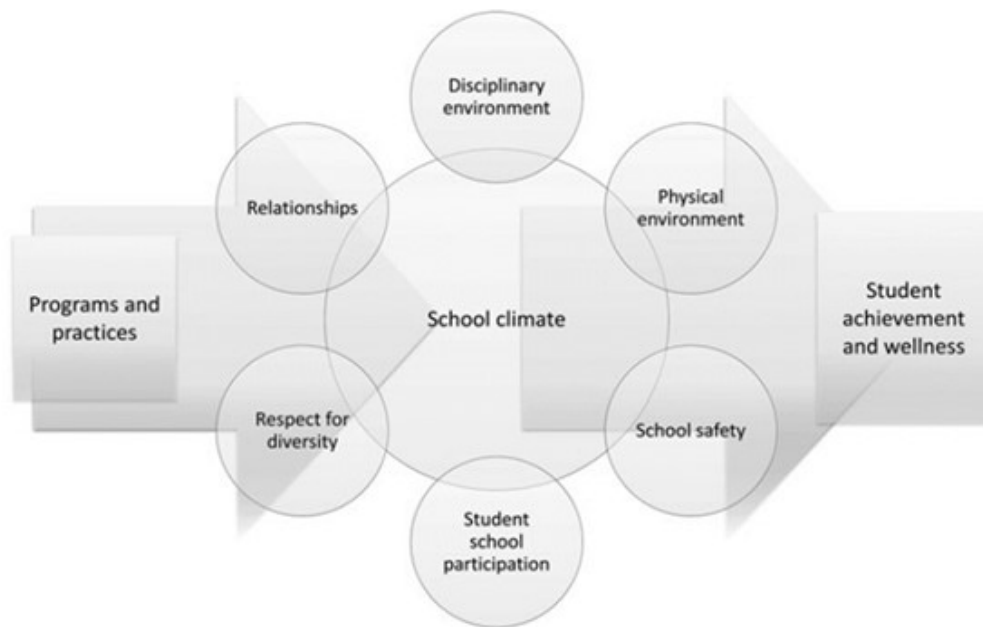 Disciplinary
environment
Relationships
Physical
environment
Programs and
practices
School climate
Student
achievement
and wellness
Respect for
diversity
School safety
Student
school
participation